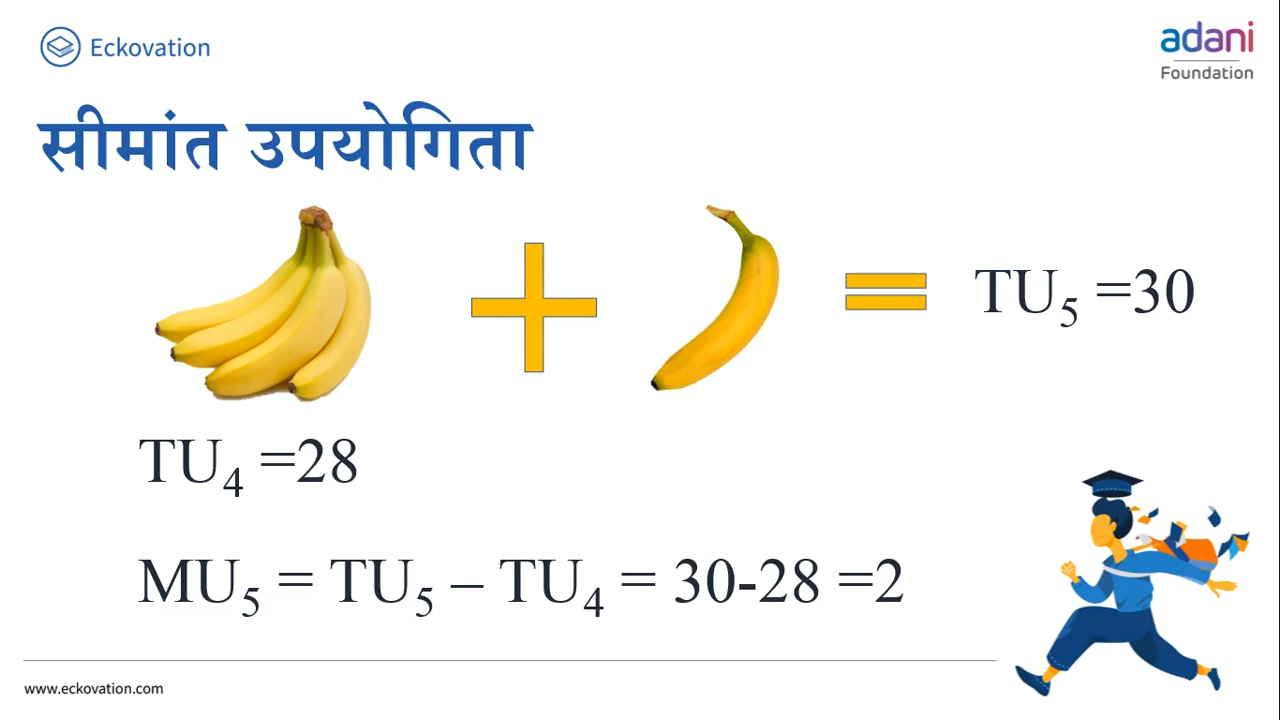 Eckovation
adani
Foundation
सीमांत उपयोगिता
TU₅ =30
TU₄ =28
MU₅ = TU₅ – TU₄ = 30-28 =2
www.eckovation.com